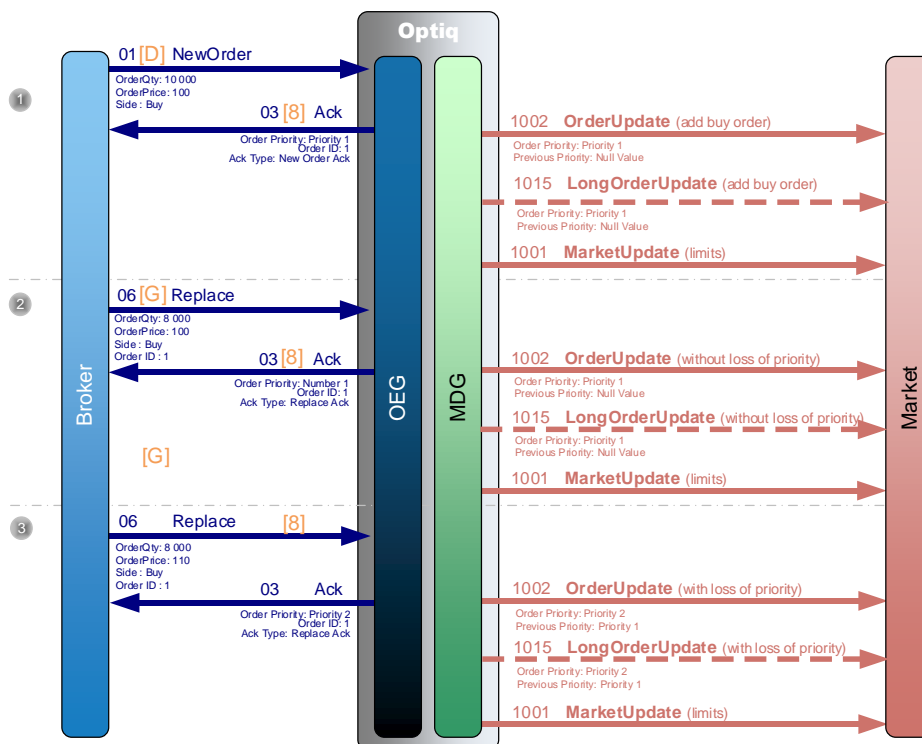 Optiq
01 [D] NewOrder
OrderQty: 10 000
OrderPrice: 100
Side : Buy
1
03 [8] Ack
Order Priority: Priority 1
Order ID: 1
Ack Type: New Order Ack
1002 OrderUpdate (add buy order)
Order Priority: Priority 1
Previous Priority: Null Value
1015 LongOrderUpdate (add buy order)
Order Priority: Priority 1
Previous Priority: Null Value
1001 MarketUpdate (limits)
2
06 [G] Replace
OrderQty: 8 000
OrderPrice: 100
Side : Buy
Order ID : 1
03 [8] Ack
Order Priority: Number 1
Order ID: 1
Ack Type: Replace Ack
1002 OrderUpdate (without loss of priority)
Order Priority: Priority 1
Previous Priority: Null Value
1015 LongOrderUpdate (without loss of priority)
Order Priority: Priority 1
Previous Priority: Null Value
1001 MarketUpdate (limits)
Broker
OEG
MDG
Market
[G]
3
06 Replace [8]
OrderQty: 8 000
OrderPrice: 110
Side : Buy
Order ID : 1
03 Ack
Order Priority: Priority 2
Order ID: 1
Ack Type: Replace Ack
1002 OrderUpdate (with loss of priority)
Order Priority: Priority 2
Previous Priority: Priority 1
1015 LongOrderUpdate (with loss of priority)
Order Priority: Priority 2
Previous Priority: Priority 1
1001 MarketUpdate (limits)